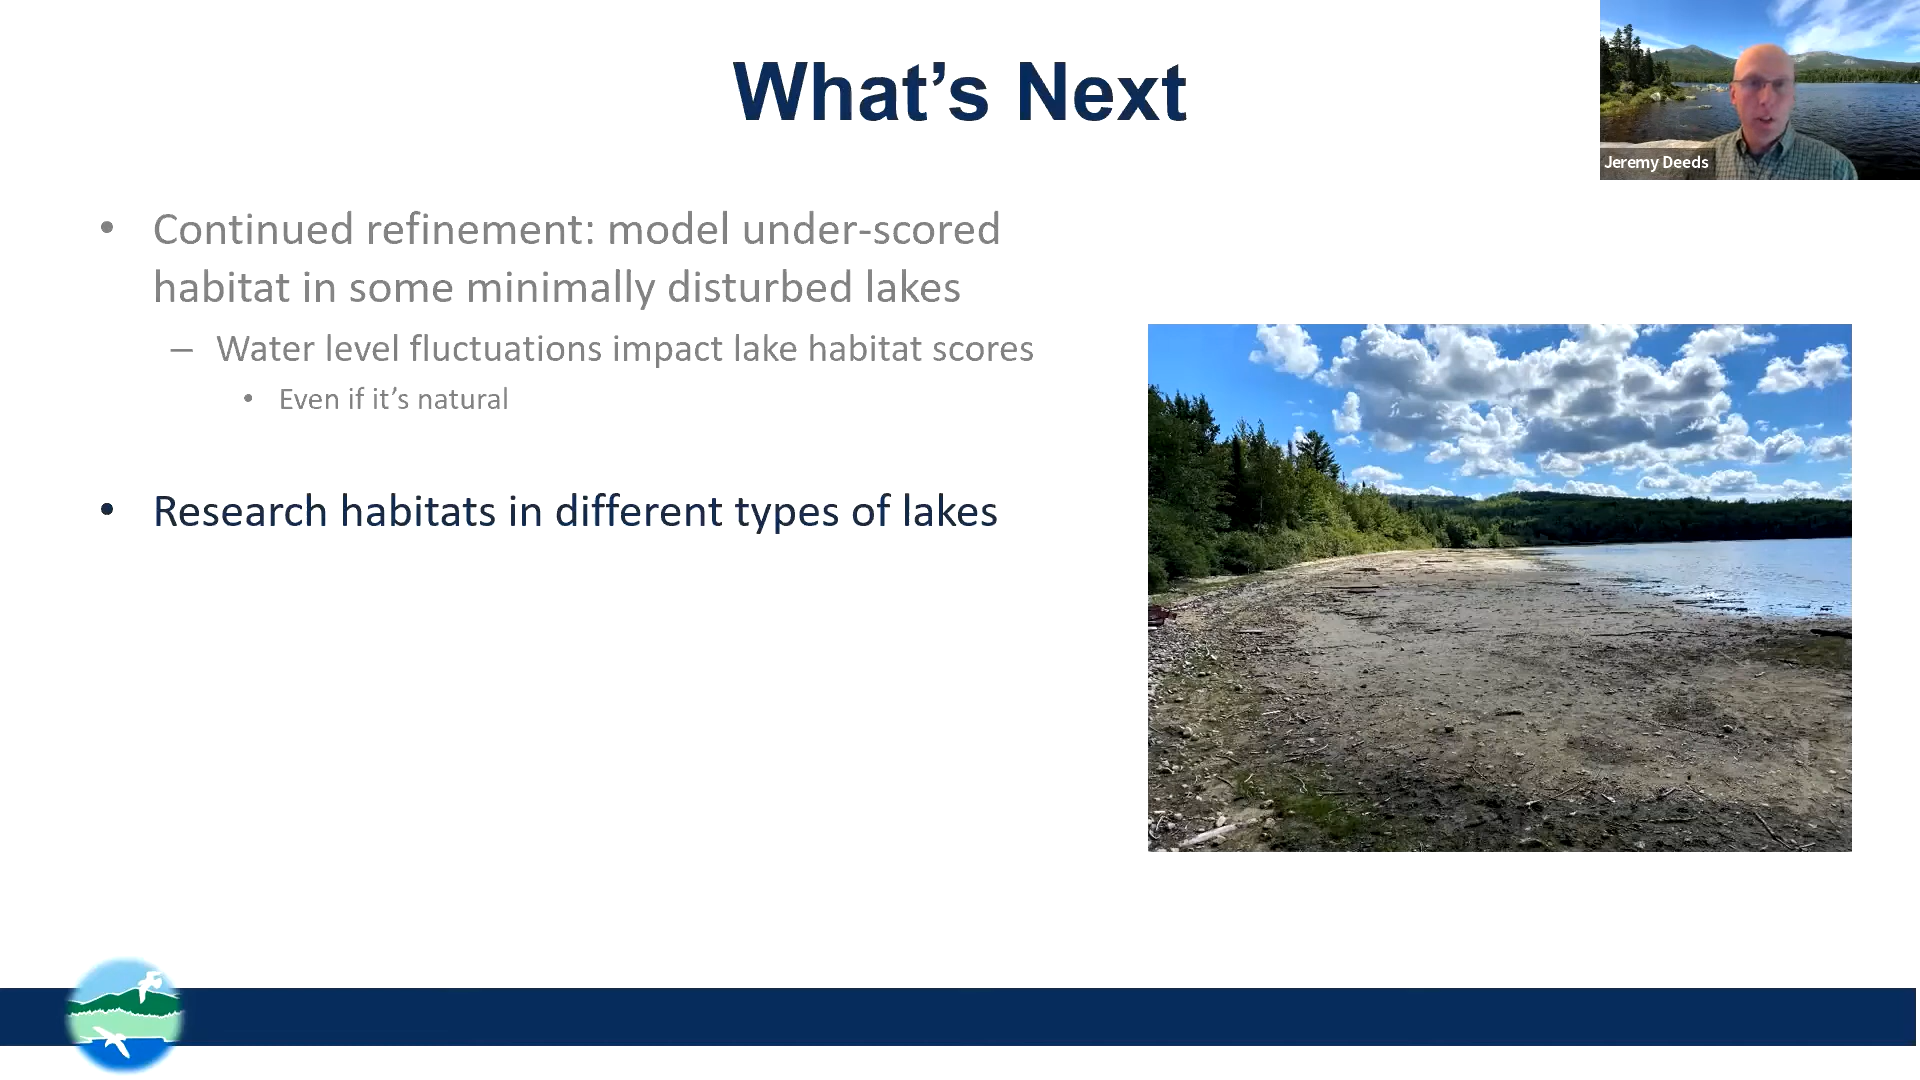 What’s Next
Jeremy Deeds
• Continued refinement: model under-scored
habitat in some minimally disturbed lakes
– Water level fluctuations impact lake habitat scores
• Even if it’s natural
• Research habitats in different types of lakes